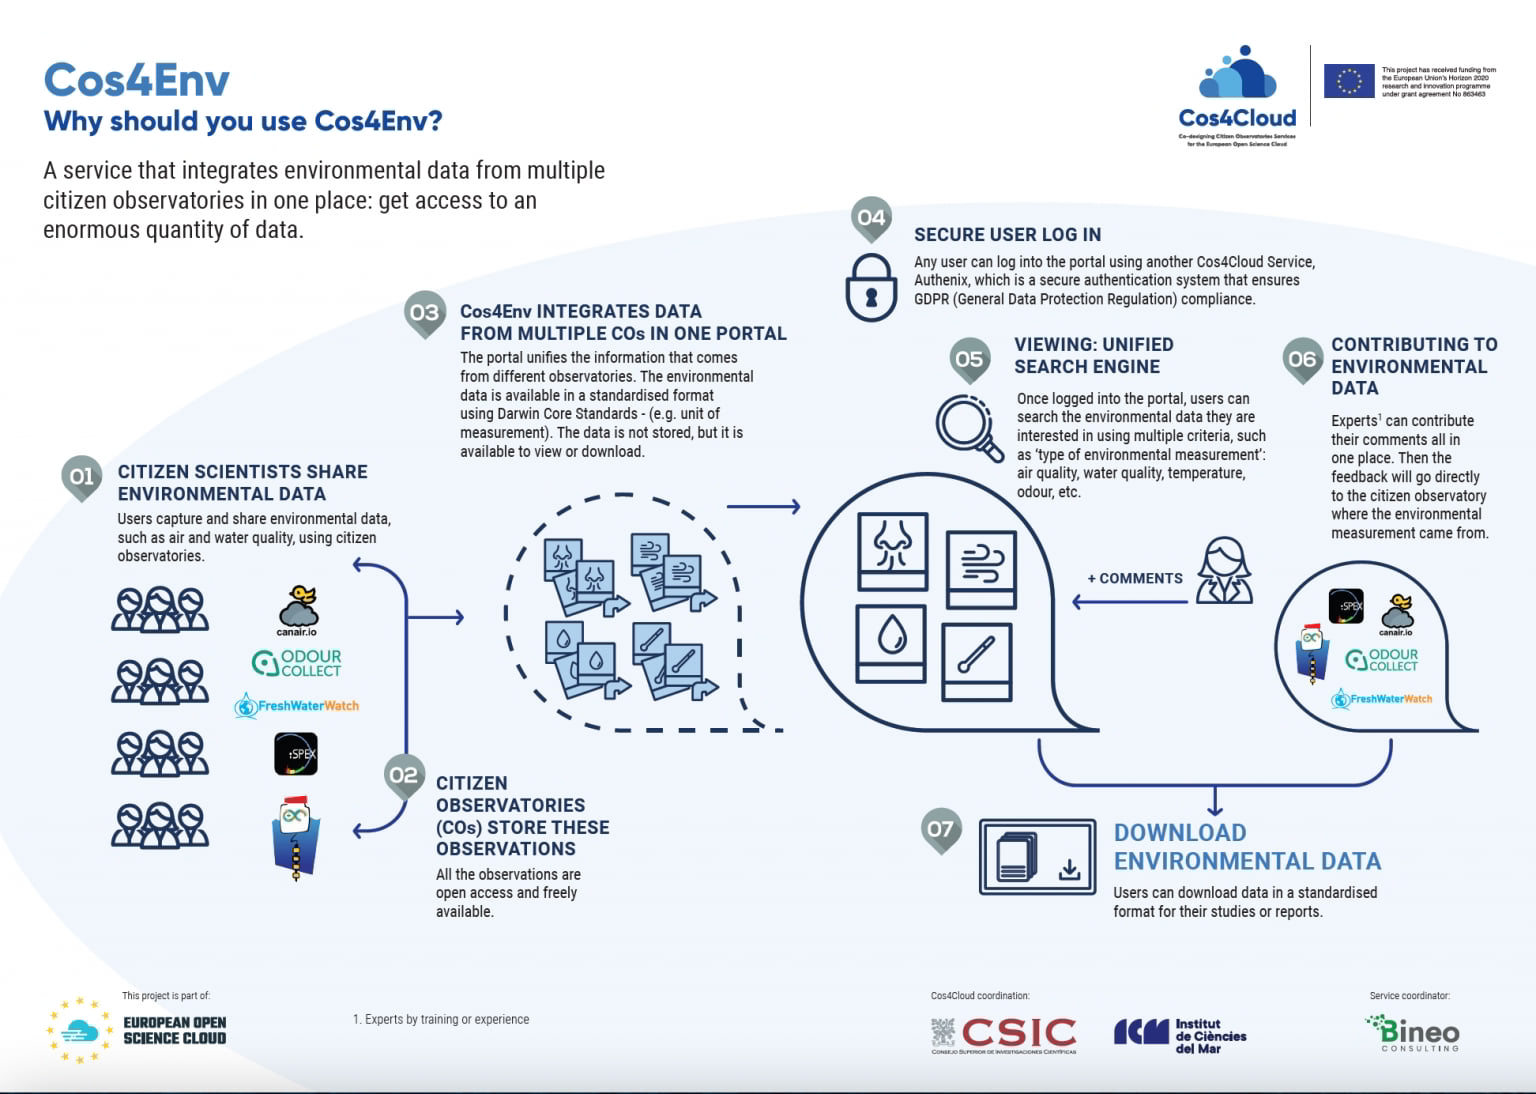 Cos4Env
Why should you use Cos4Env?
A service that integrates environmental data from multiple
citizen observatories in one place: get access to an
enormous quantity of data.
Cos4Cloud
Co-designing Citizen Observatories Services
for the European Open Science Cloud
This project has received funding from
the European Union's Horizon 2020
research and innovation programme
under grant agreement No 863463
01
CITIZEN SCIENTISTS SHARE
ENVIRONMENTAL DATA
Users capture and share environmental data,
such as air and water quality, using citizen
observatories.
canair.io
ODOUR
COLLECT
FreshWaterWatch
iSPEX
02
CITIZEN
OBSERVATORIES
(COs) STORE THESE
OBSERVATIONS
All the observations are
open access and freely
available.
03
Cos4Env INTEGRATES DATA
FROM MULTIPLE COs IN ONE PORTAL
The portal unifies the information that comes
from different observatories. The environmental
data is available in a standardised format
using Darwin Core Standards - (e.g. unit of
measurement). The data is not stored, but it is
available to view or download.
04
SECURE USER LOG IN
Any user can log into the portal using another Cos4Cloud Service,
Authenix, which is a secure authentication system that ensures
GDPR (General Data Protection Regulation) compliance.
05
VIEWING: UNIFIED
SEARCH ENGINE
Once logged into the portal, users can
search the environmental data they are
interested in using multiple criteria, such
as ‘type of environmental measurement’:
air quality, water quality, temperature,
odour, etc.
+ COMMENTS
06
CONTRIBUTING TO
ENVIRONMENTAL
DATA
Experts¹ can contribute
their comments all in
one place. Then the
feedback will go directly
to the citizen observatory
where the environmental
measurement came from.
iSPEX
canair.io
ODOUR
COLLECT
FreshWaterWatch
07
DOWNLOAD
ENVIRONMENTAL DATA
Users can download data in a standardised
format for their studies or reports.
This project is part of:
EUROPEAN OPEN
SCIENCE CLOUD
1. Experts by training or experience
Cos4Cloud coordination:
CSIC
CONSEJO SUPERIOR DE INVESTIGACIONES CIENTÍFICAS
ICM
Institut
de Ciències
del Mar
Service coordinator:
Bineo
CONSULTING